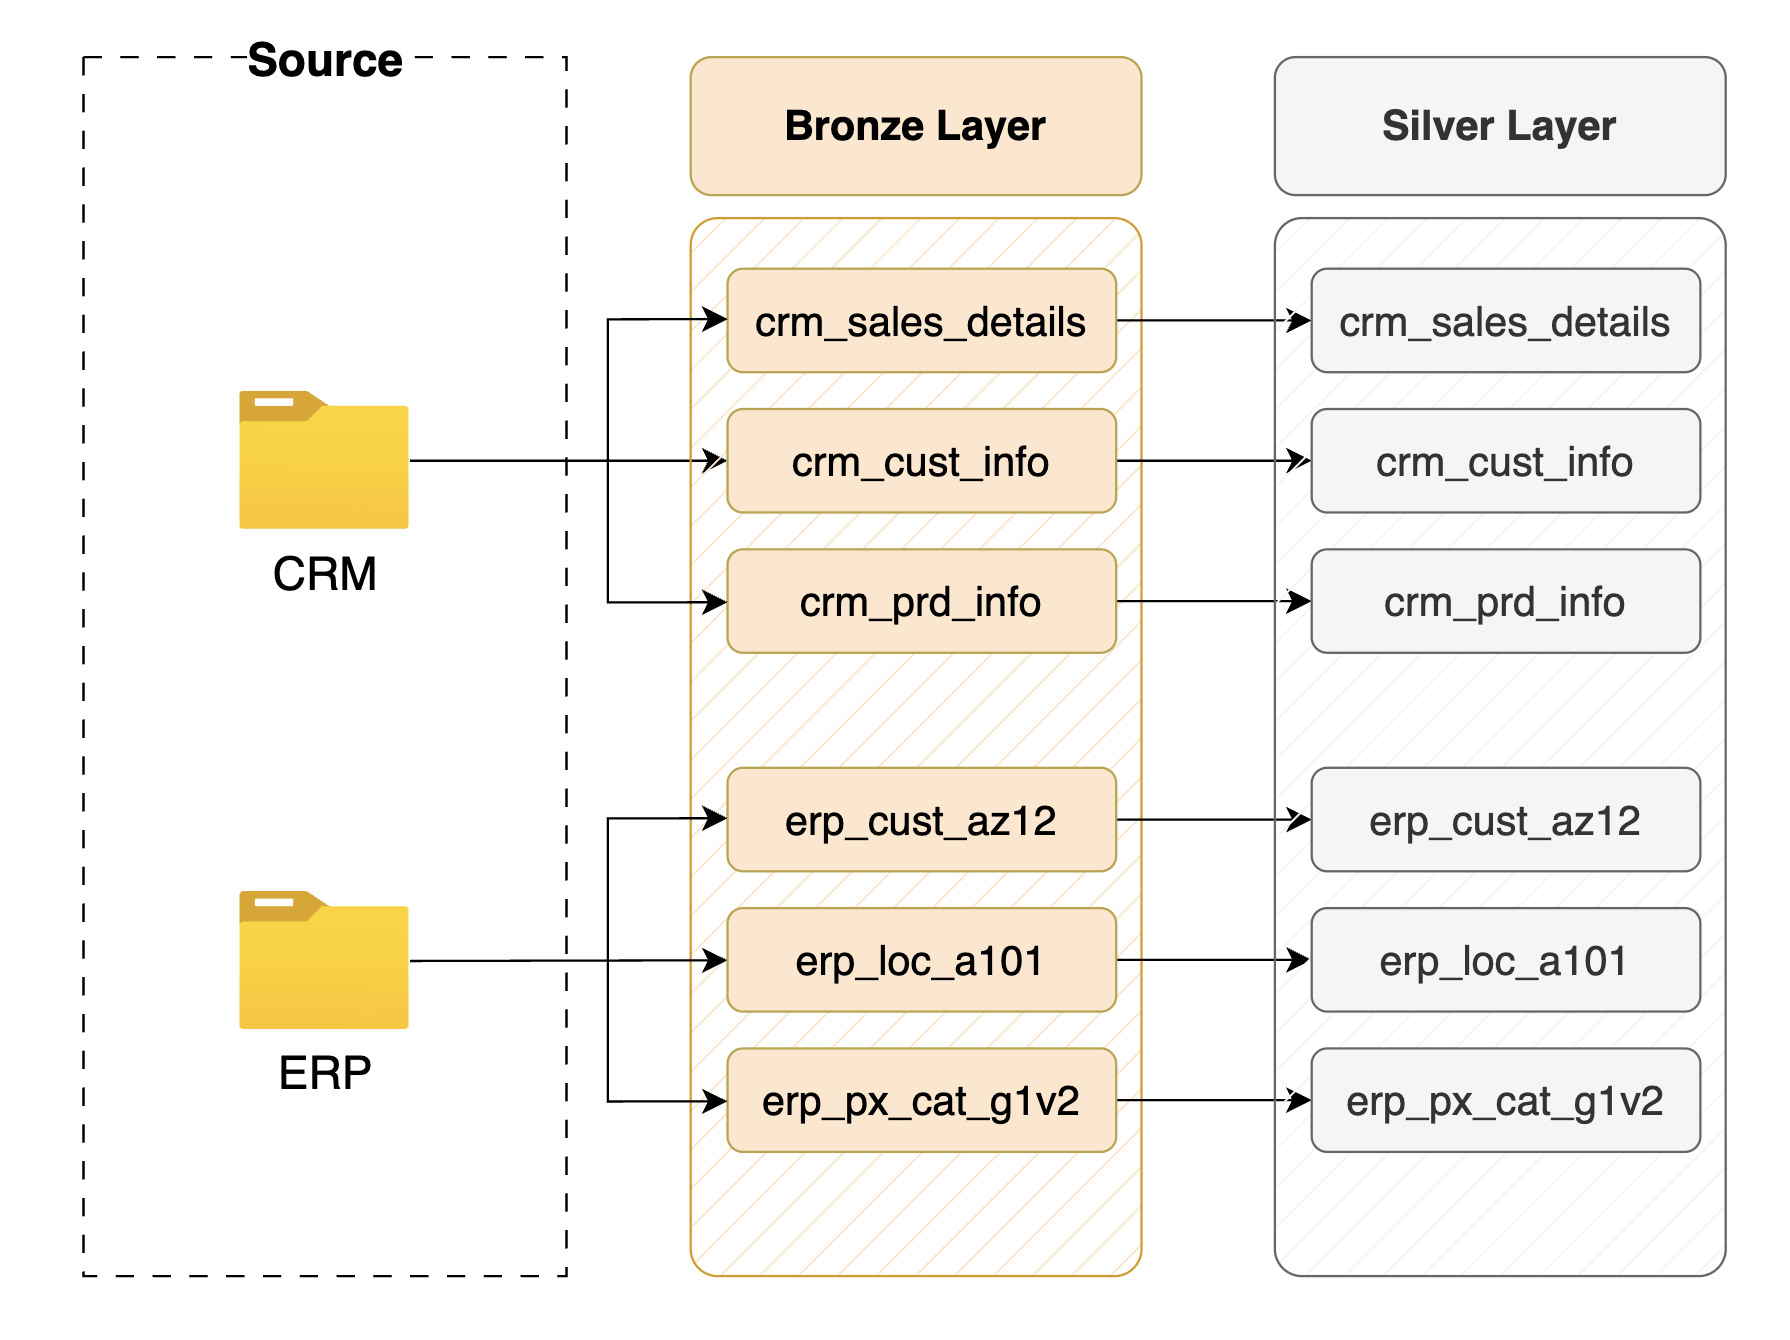 Source
Bronze Layer
Silver Layer
CRM
crm_sales_details
crm_sales_details
crm_cust_info
crm_cust_info
crm_prd_info
crm_prd_info
ERP
erp_cust_az12
erp_cust_az12
erp_loc_a101
erp_loc_a101
erp_px_cat_g1v2
erp_px_cat_g1v2